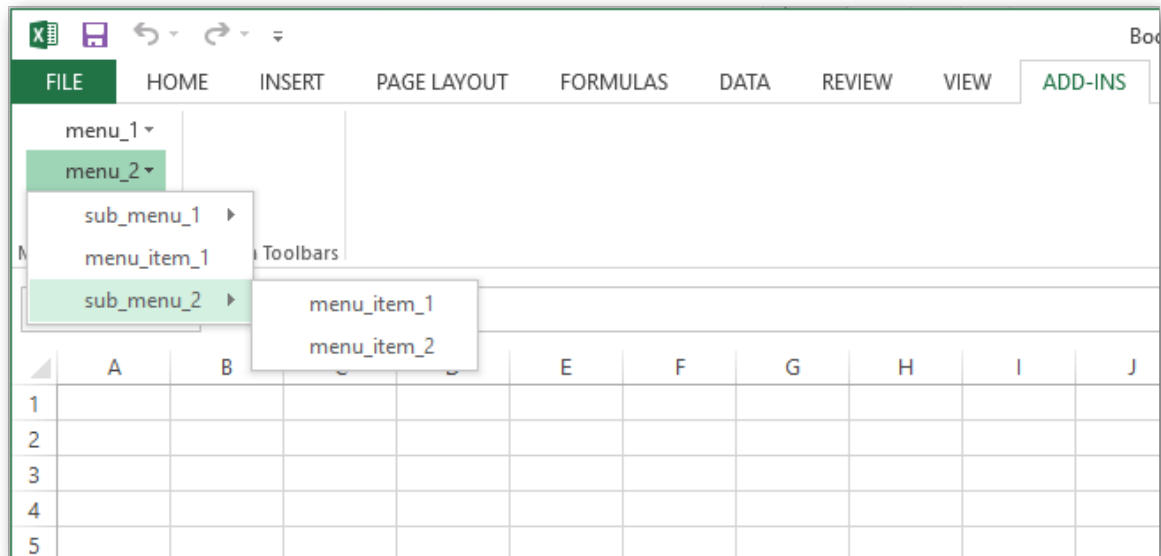 Boo
FILE HOME INSERT PAGE LAYOUT FORMULAS DATA REVIEW VIEW ADD-INS
menu_1
menu_2
sub_menu_1
Toolbars
menu_item_1
sub_menu_2
menu_item_1
menu_item_2
A B E F G H I J
1
2
3
4
5